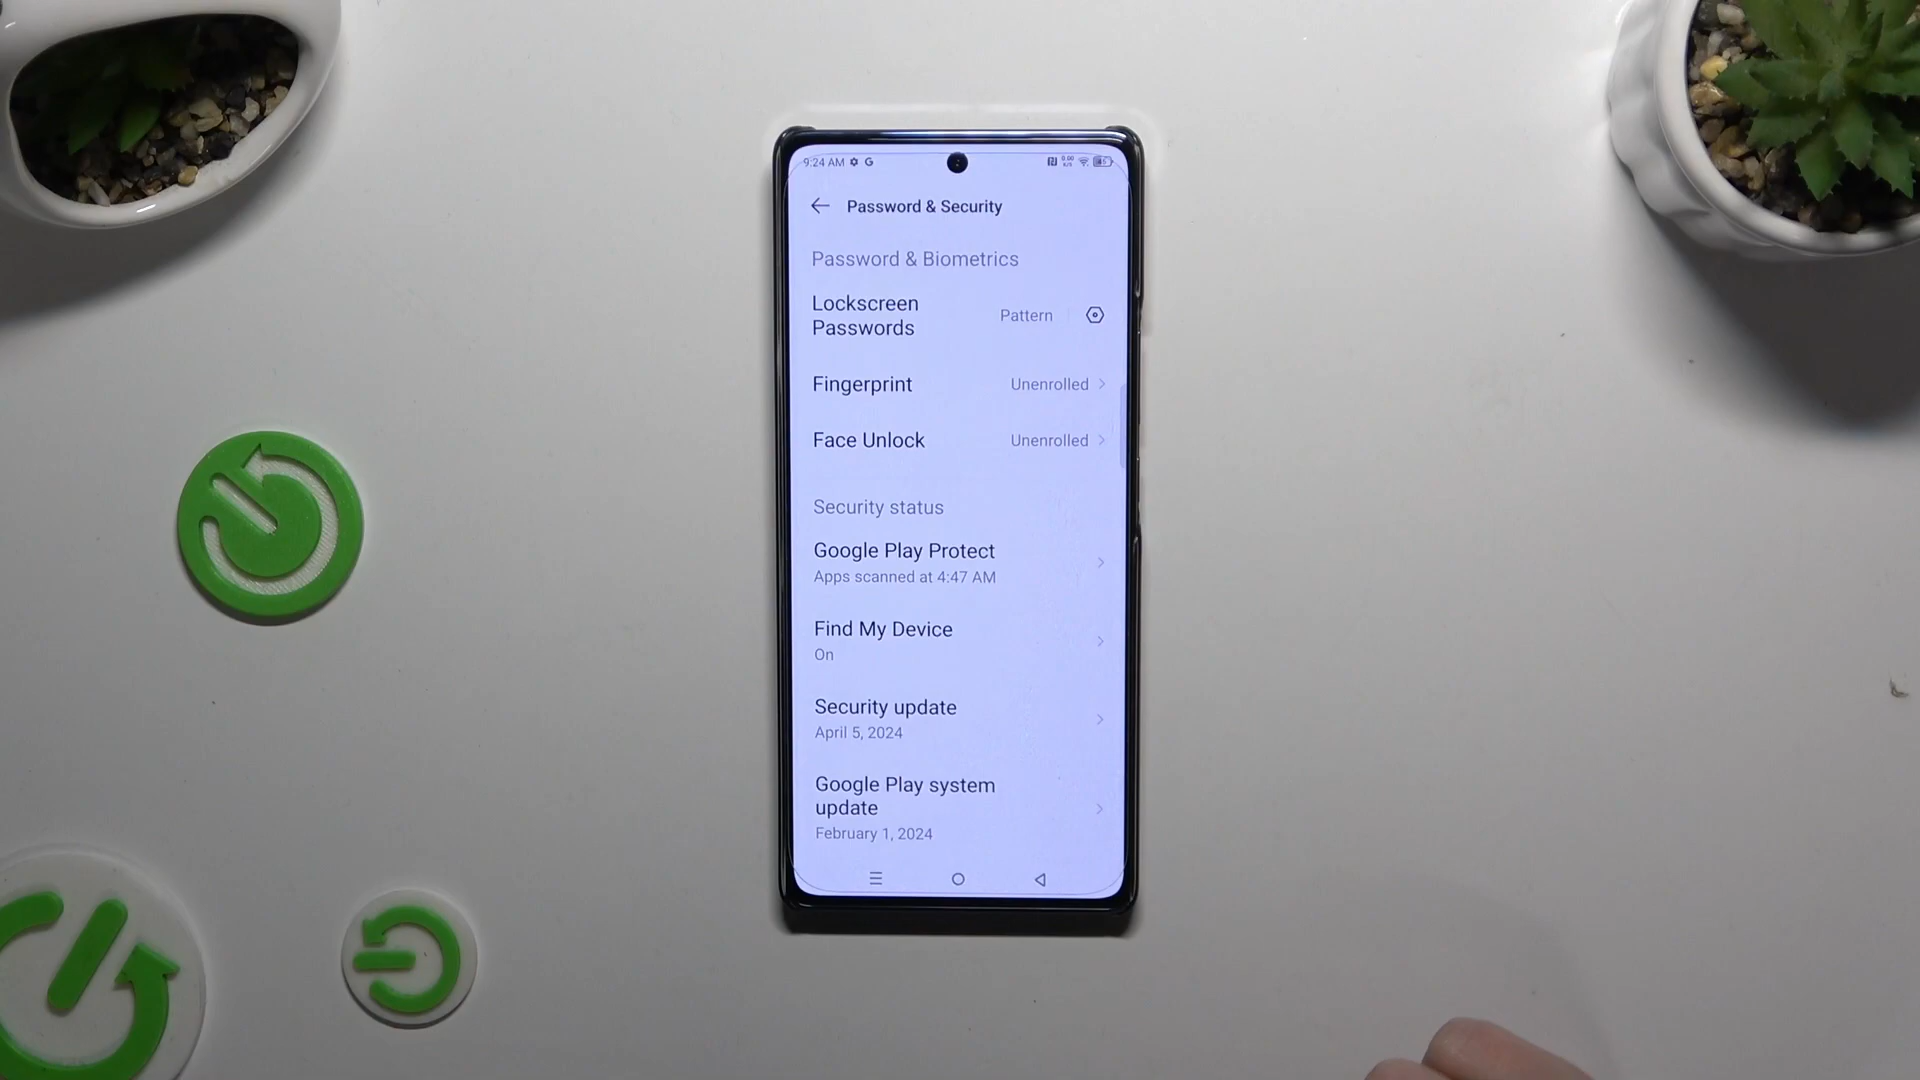 9:24 AM
Password & Security
Password & Biometrics
Lockscreen
Passwords
Pattern
Fingerprint
Unenrolled
Face Unlock
Unenrolled
Security status
Google Play Protect
Apps scanned at 4:47 AM
Find My Device
On
Security update
April 5, 2024
Google Play system
update
February 1, 2024